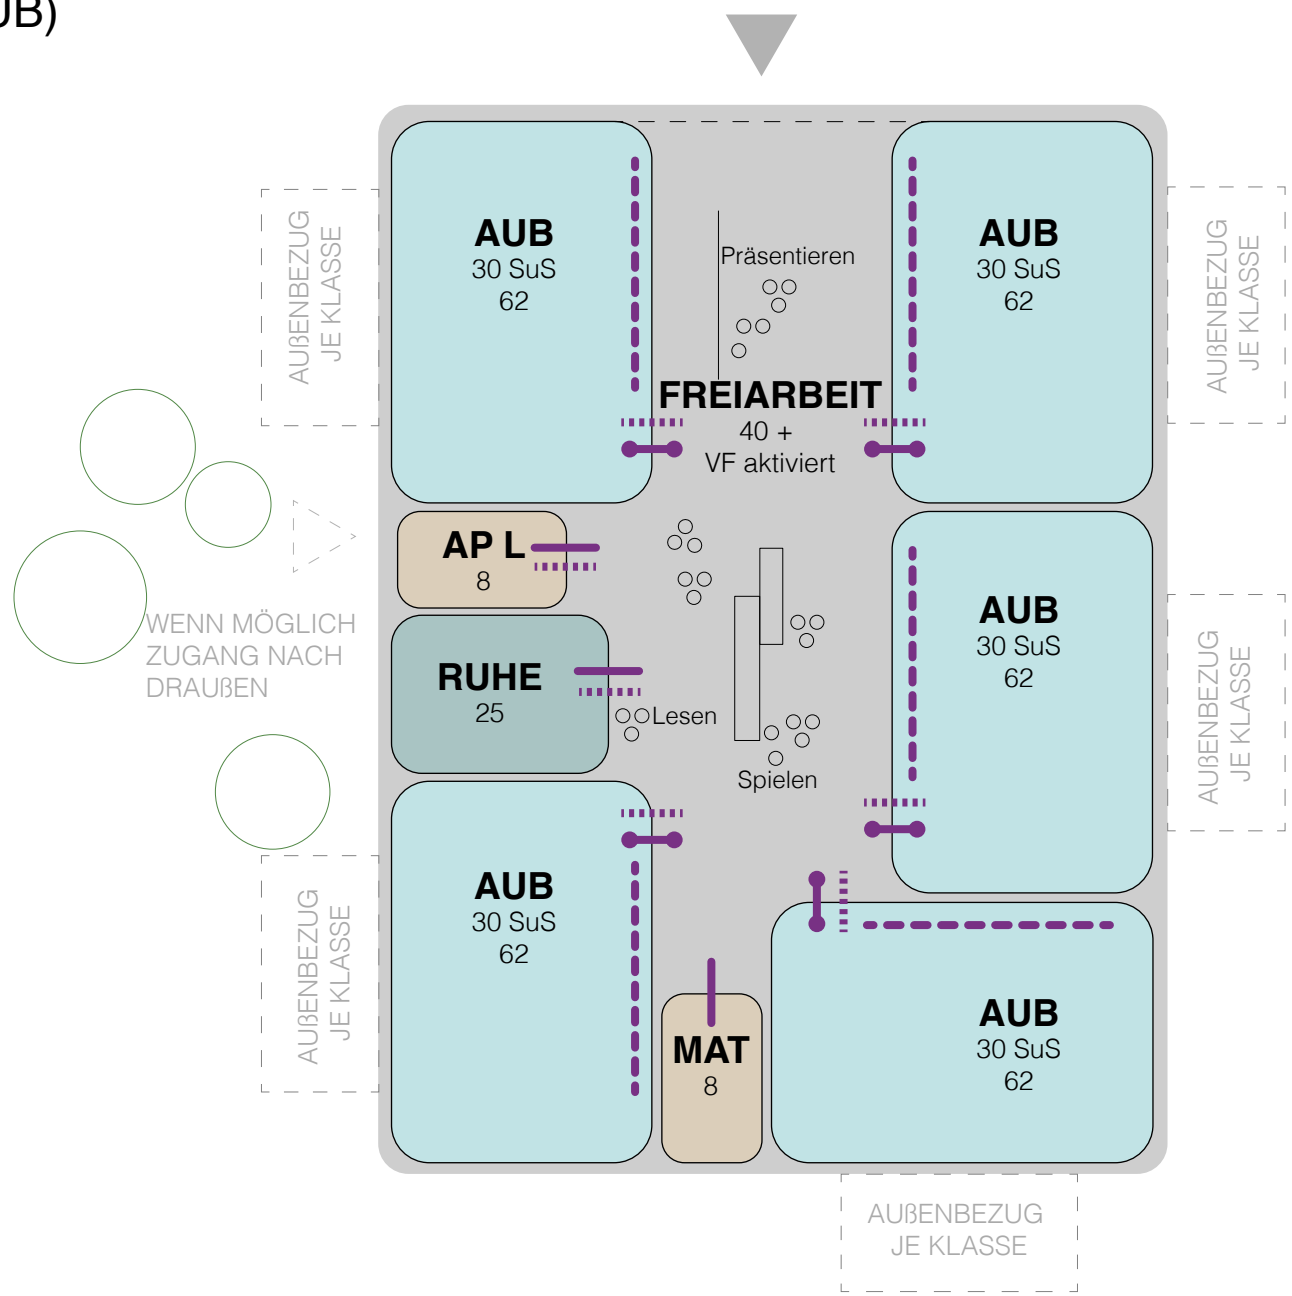 UB)
AUB
30 SuS
62
AUB
30 SuS
62
AUßENBEZUG
JE KLASSE
AUßENBEZUG
JE KLASSE
Präsentieren
FREIARBEIT
40 +
VF aktiviert
AP L
8
AUB
30 SuS
62
WENN MÖGLICH
ZUGANG NACH
DRAUßEN
RUHE
25
Lesen
Spielen
AUßENBEZUG
JE KLASSE
AUB
30 SuS
62
AUßENBEZUG
JE KLASSE
MAT
8
AUB
30 SuS
62
AUßENBEZUG
JE KLASSE